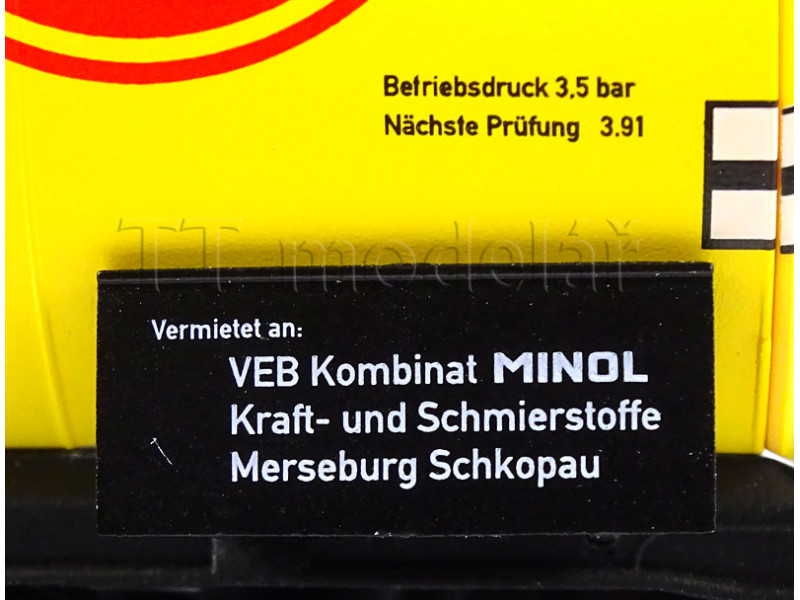 Betriebsdruck 3,5 bar
Nächste Prüfung 3.91
TT modelář
Vermietet an:
VEB Kombinat MINOL
Kraft- und Schmierstoffe
Merseburg Schkopau